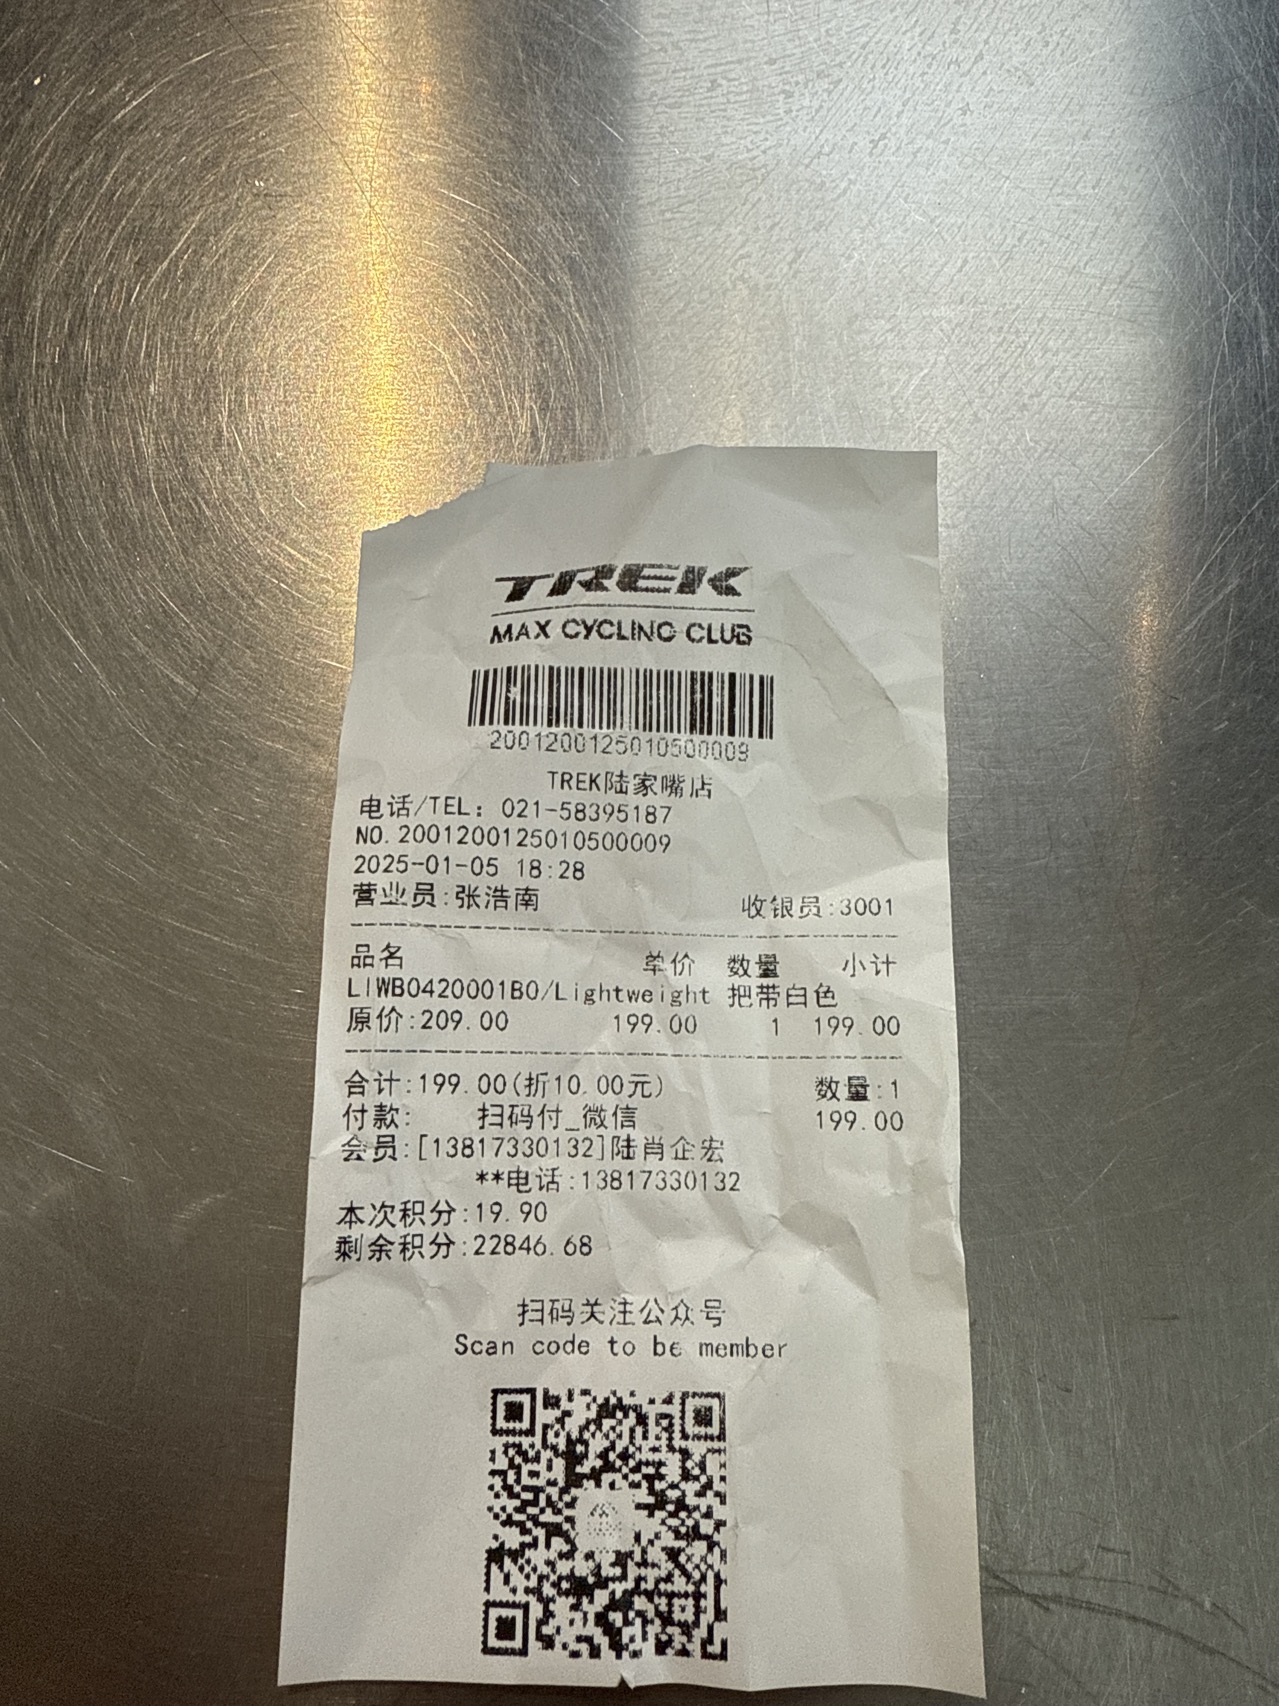 TREK
MAX CYCLING CLUB
2001200125010500009
TREK陆家嘴店
电话/TEL: 021-58395187
NO.2001200125010500009
2025-01-05 18:28
营业员:张浩南 收银员:3001
品名 单价 数量 小计
LIWB0420001B0/Lightweight 把带白色
原价:209.00 199.00 1 199.00
合计:199.00(折10.00元) 数量:1
付款: 扫码付_微信 199.00
会员:[13817330132]陆肖企宏
**电话:13817330132
本次积分:19.90
剩余积分:22846.68
扫码关注公众号
Scan code to be member